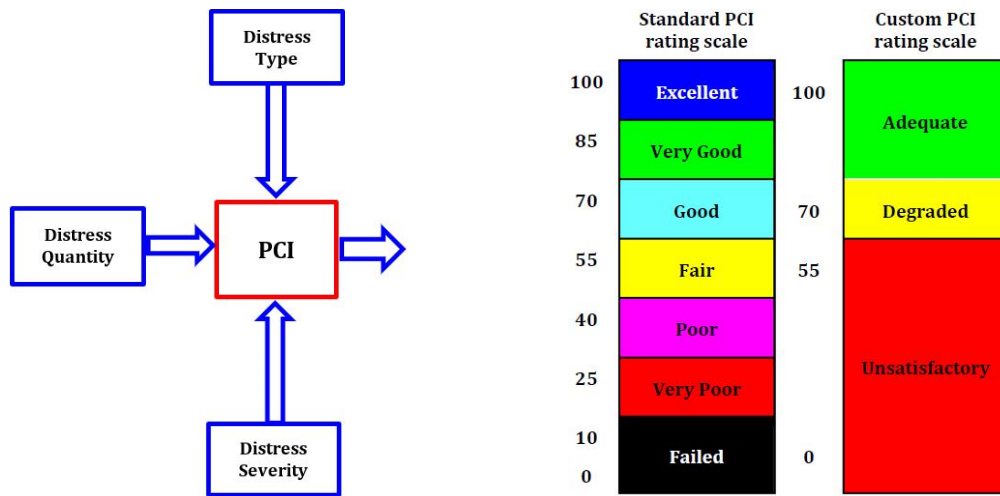 Distress
Type
Distress
Quantity
PCI
Distress
Severity
Standard PCI
rating scale
100
Excellent
85
Very Good
70
Good
55
Fair
40
Poor
25
Very Poor
10
Failed
0
Custom PCI
rating scale
100
Adequate
70
Degraded
55
Unsatisfactory
0